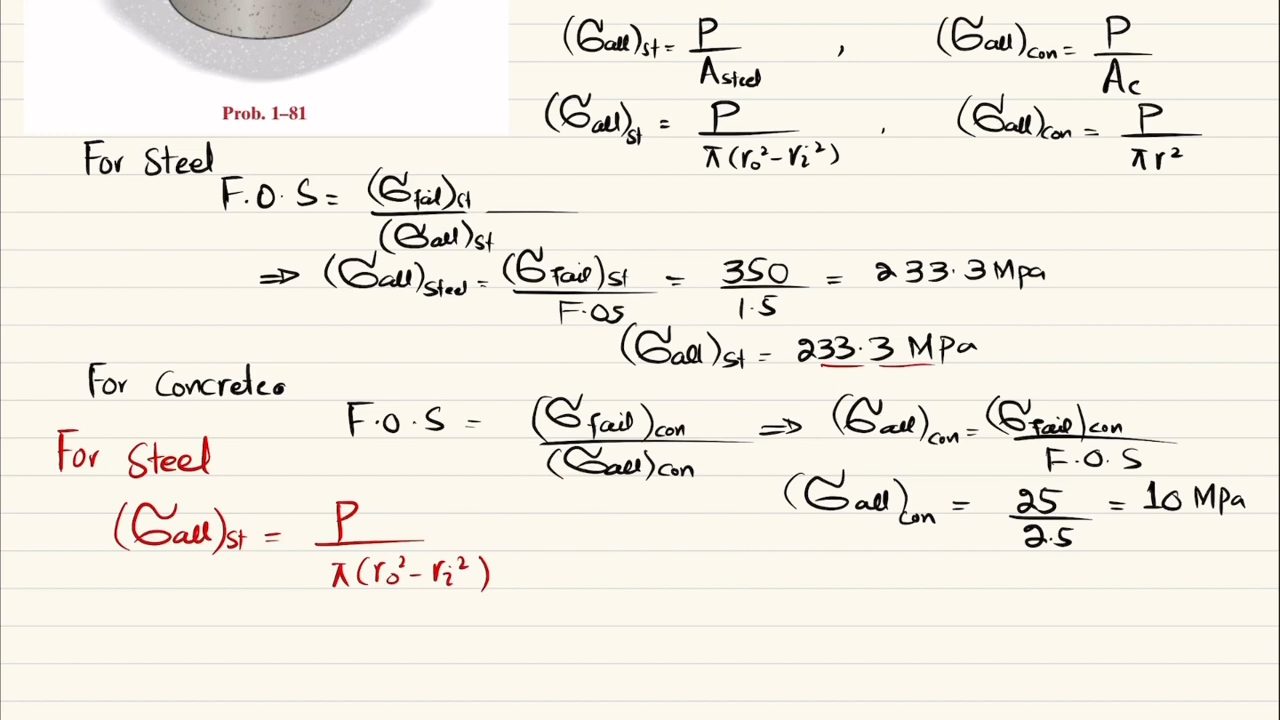 (σall)st = P / Asteel , (σall)con = P / Ac
Prob. 1–81
(σall)st = P / π(ro² - ri²) , (σall)con = P / πr²
For Steel
F.O.S = (σfail)st / (σall)st
⇒ (σall)steel = (σfail)st / F.OS = 350 / 1.5 = 233.3 Mpa
(σall)st = 233.3 MPa
For Concrete.
F.O.S = (σfail)con / (σall)con ⇒ (σall)con = (σfail)con / F.O.S
For Steel
(σall)con = 25 / 2.5 = 10 MPa
(σall)st = P / π(ro² - ri²)